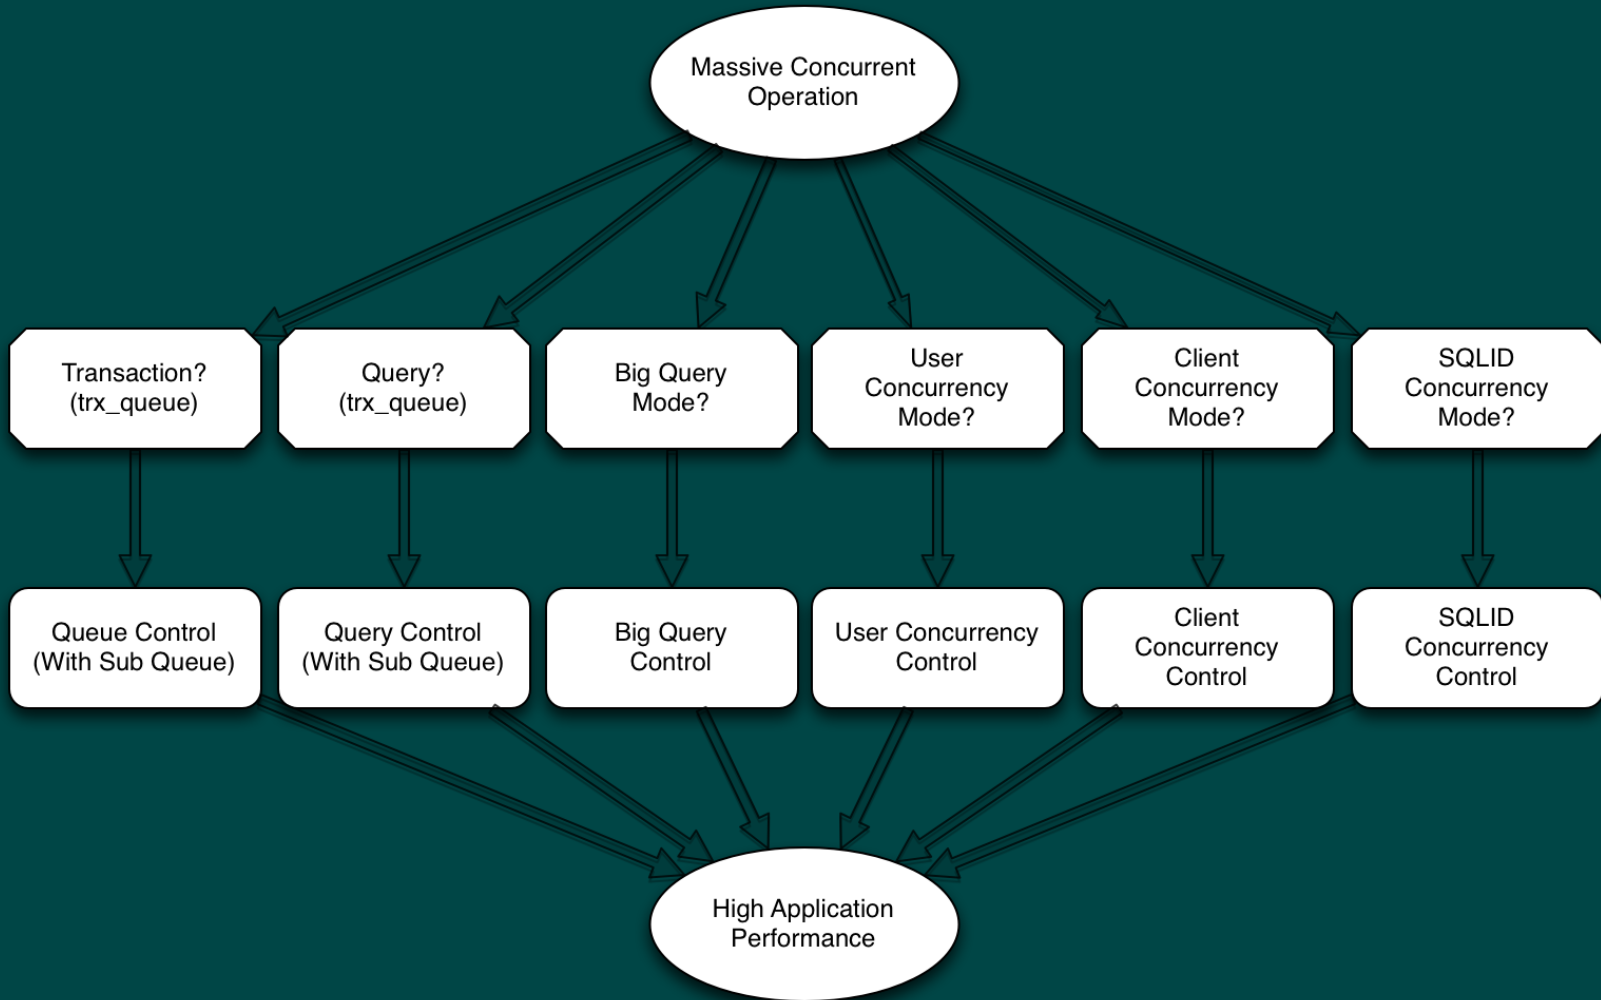 Massive Concurrent
Operation
Transaction?
(trx_queue)
Query?
(trx_queue)
Big Query
Mode?
User
Concurrency
Mode?
Client
Concurrency
Mode?
SQLID
Concurrency
Mode?
Queue Control
(With Sub Queue)
Query Control
(With Sub Queue)
Big Query
Control
User Concurrency
Control
Client
Concurrency
Control
SQLID
Concurrency
Control
High Application
Performance